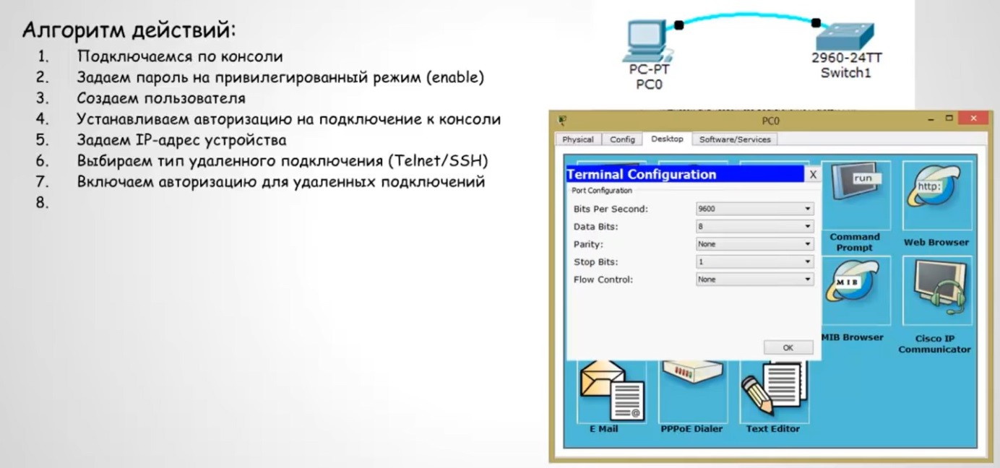 Алгоритм действий:
1. Подключаемся по консоли
2. Задаем пароль на привилегированный режим (enable)
3. Создаем пользователя
4. Устанавливаем авторизацию на подключение к консоли
5. Задаем IP-адрес устройства
6. Выбираем тип удаленного подключения (Telnet/SSH)
7. Включаем авторизацию для удаленных подключений
8.
PC-PT
PC0
2960-24TT
Switch1
PC0
Physical Config Desktop Software/Services
Terminal Configuration X
Port Configuration
Bits Per Second: 9600
Data Bits: 8
Parity: None
Stop Bits: 1
Flow Control: None
OK
run
http:
Command
Prompt
Web Browser
MIB
MIB Browser
Cisco IP
Communicator
@
E Mail
PPPoE Dialer
Text Editor